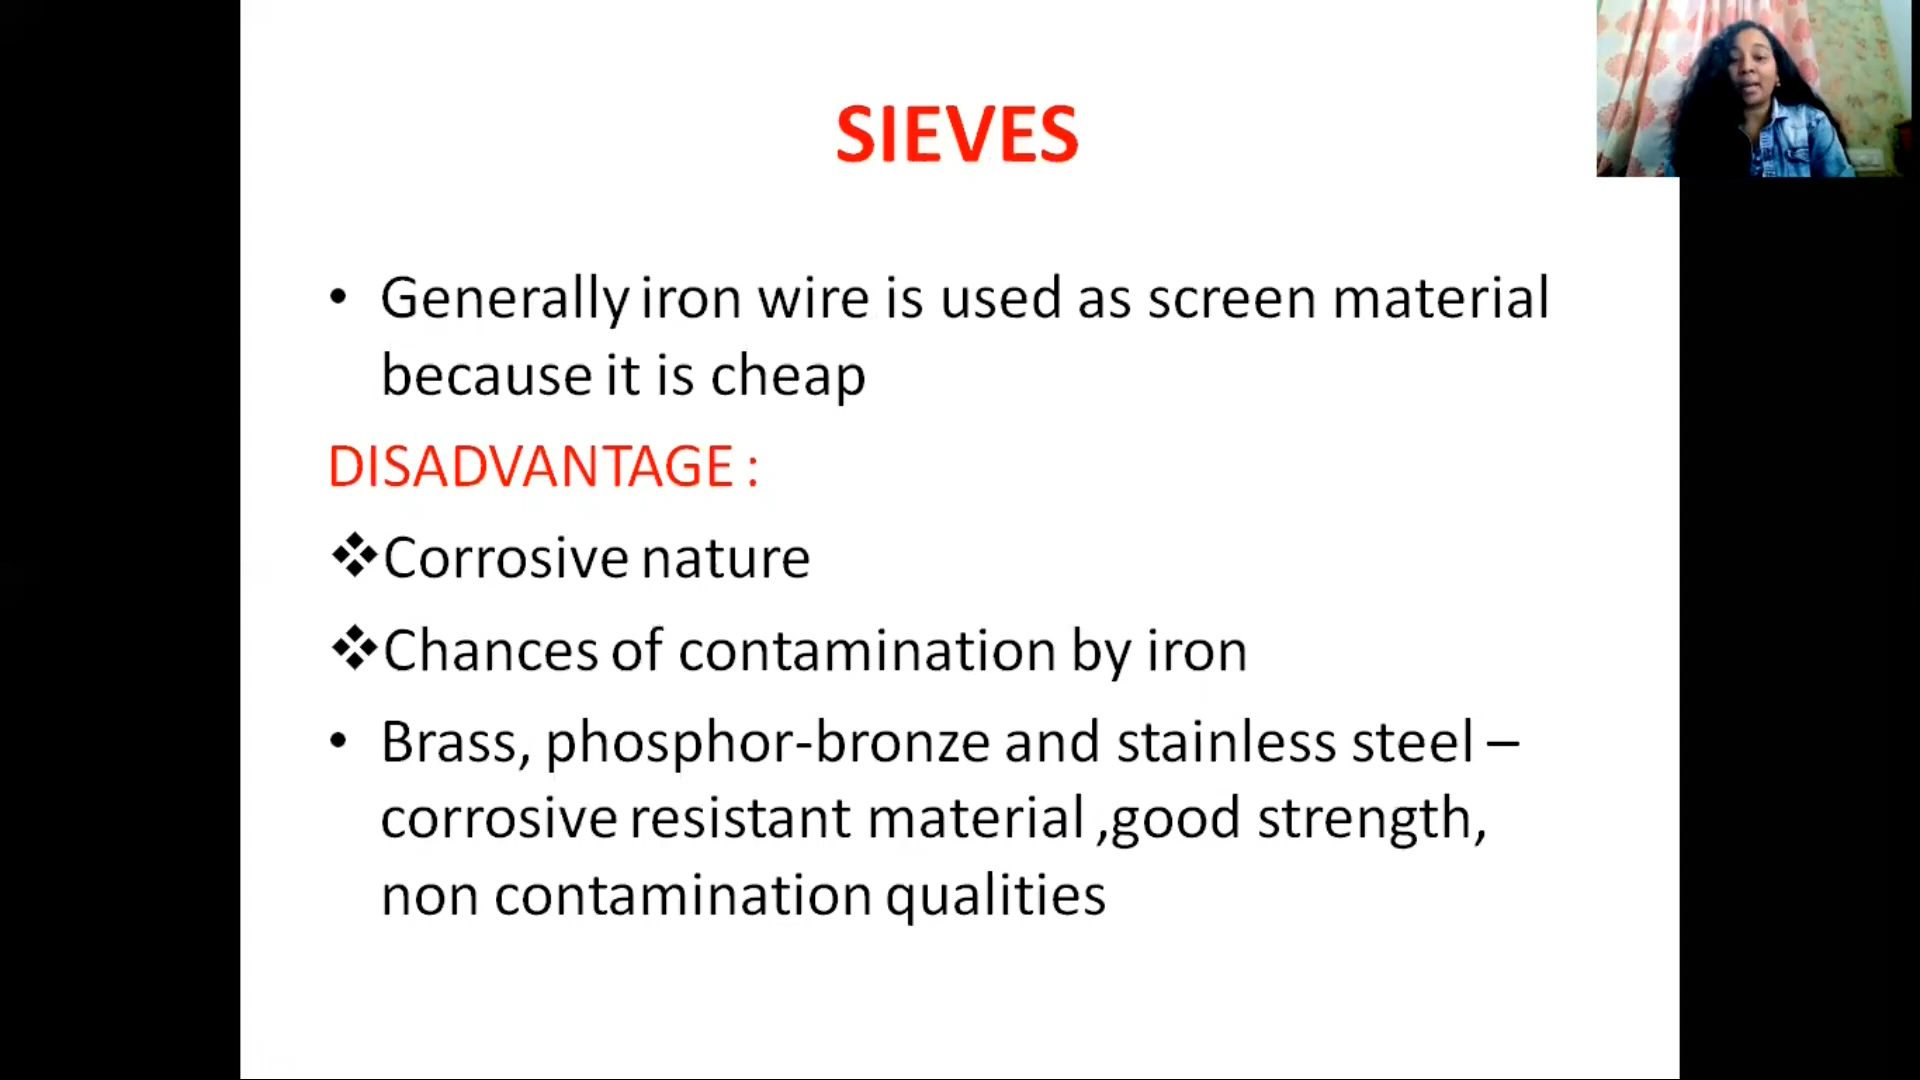 SIEVES
• Generally iron wire is used as screen material
because it is cheap
DISADVANTAGE :
❖Corrosive nature
❖Chances of contamination by iron
• Brass, phosphor-bronze and stainless steel –
corrosive resistant material ,good strength,
non contamination qualities